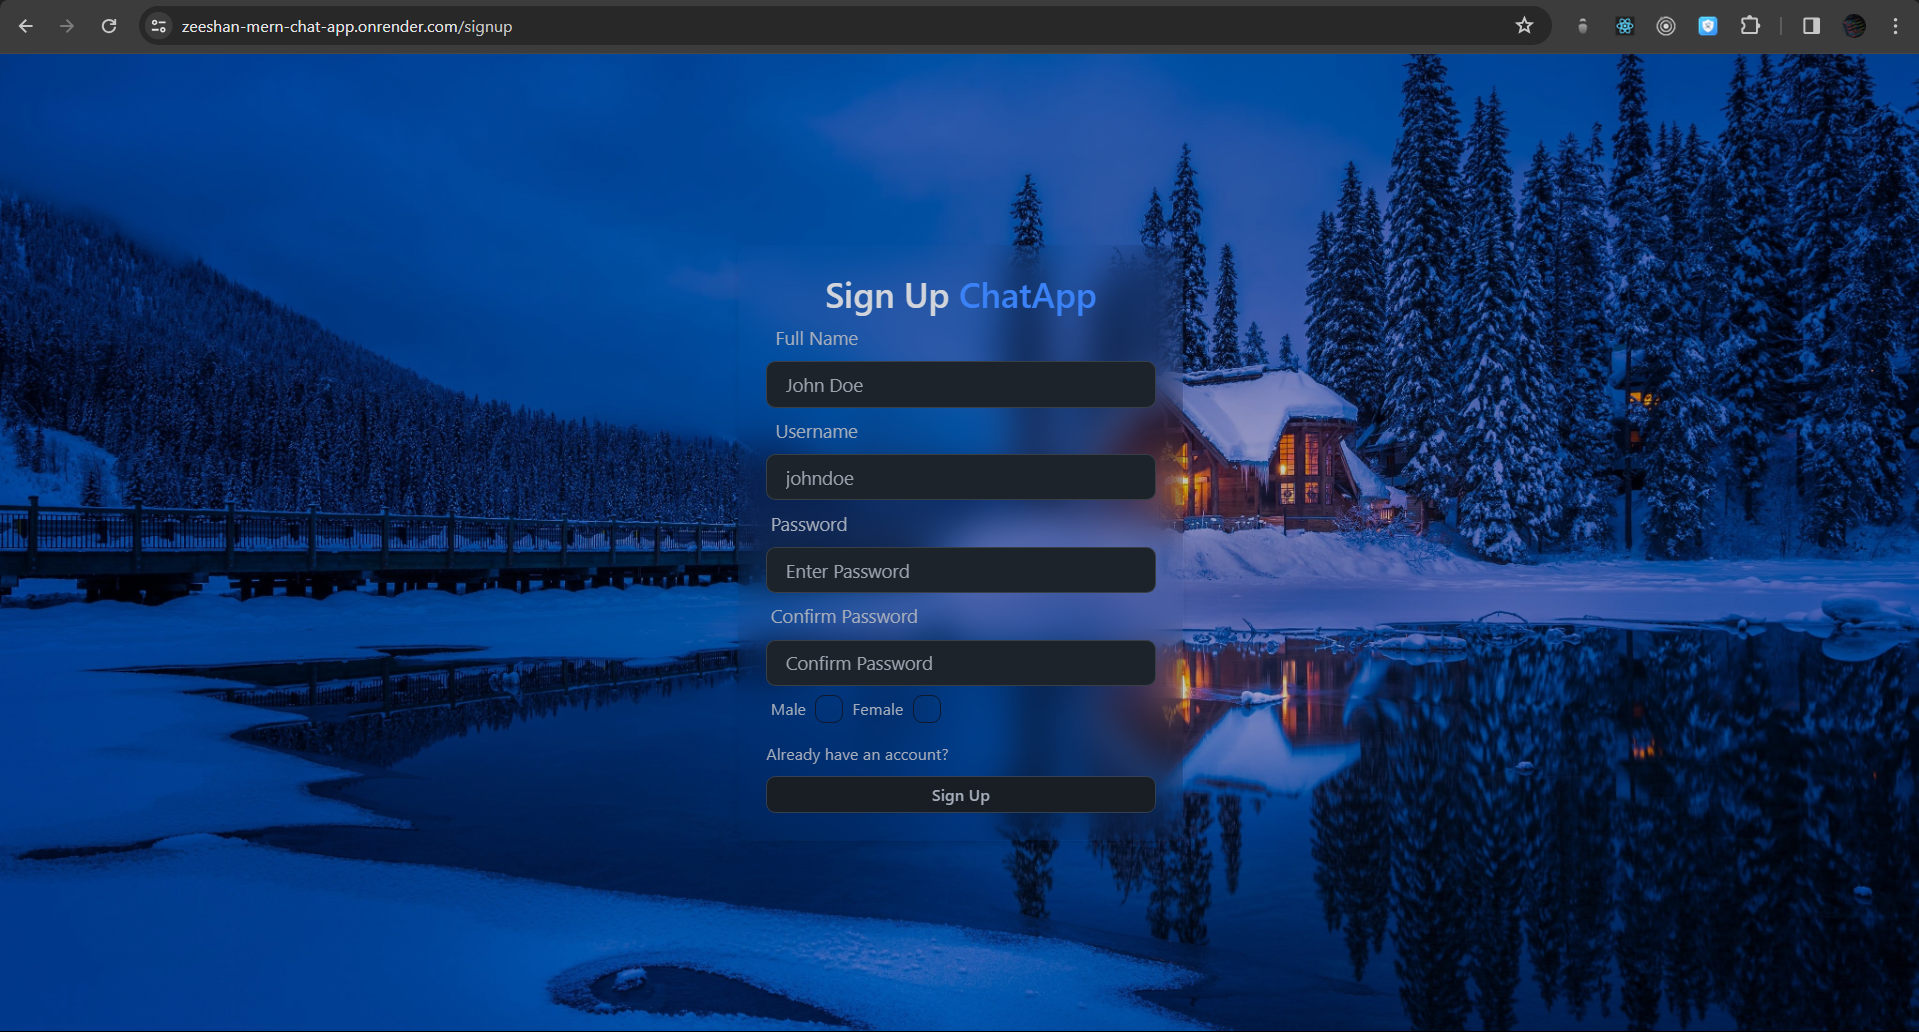 zeeshan-mern-chat-app.onrender.com/signup
Sign Up ChatApp
Full Name
John Doe
Username
johndoe
Password
Enter Password
Confirm Password
Confirm Password
Male Female
Already have an account?
Sign Up